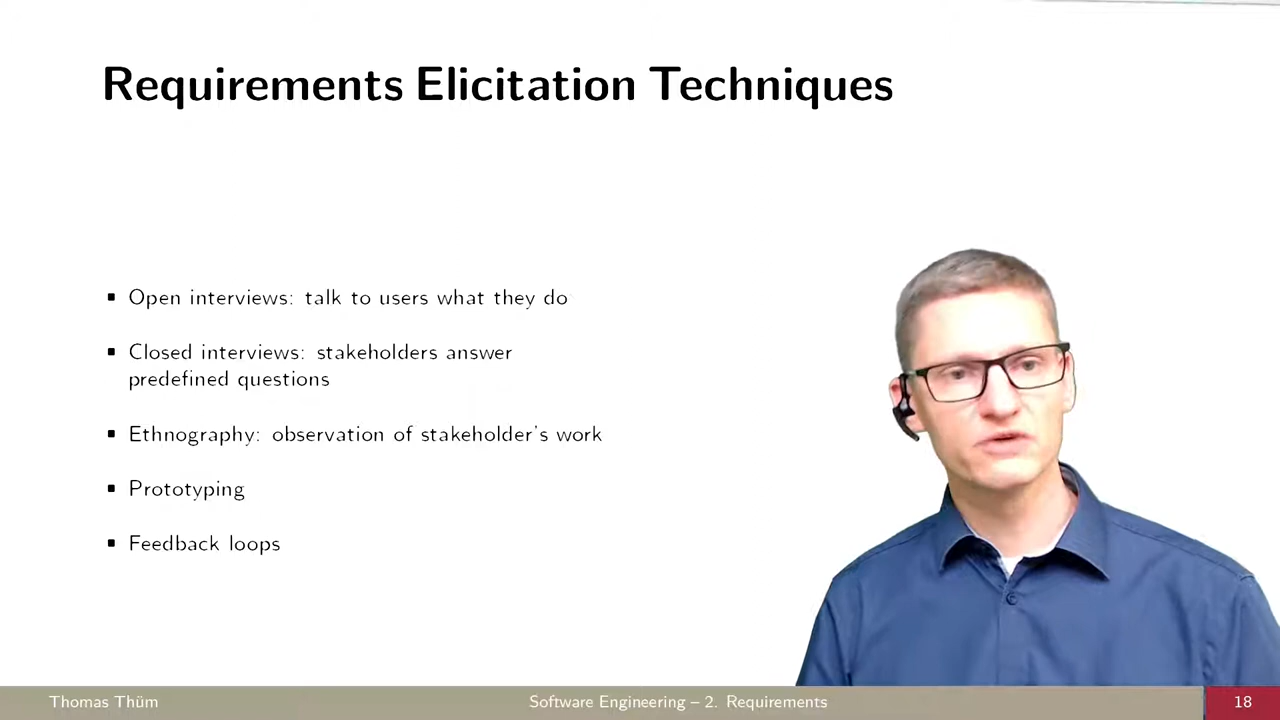 Requirements Elicitation Techniques
▪ Open interviews: talk to users what they do
▪ Closed interviews: stakeholders answer
predefined questions
▪ Ethnography: observation of stakeholder's work
▪ Prototyping
▪ Feedback loops
Thomas Thüm
Software Engineering – 2. Requirements
18